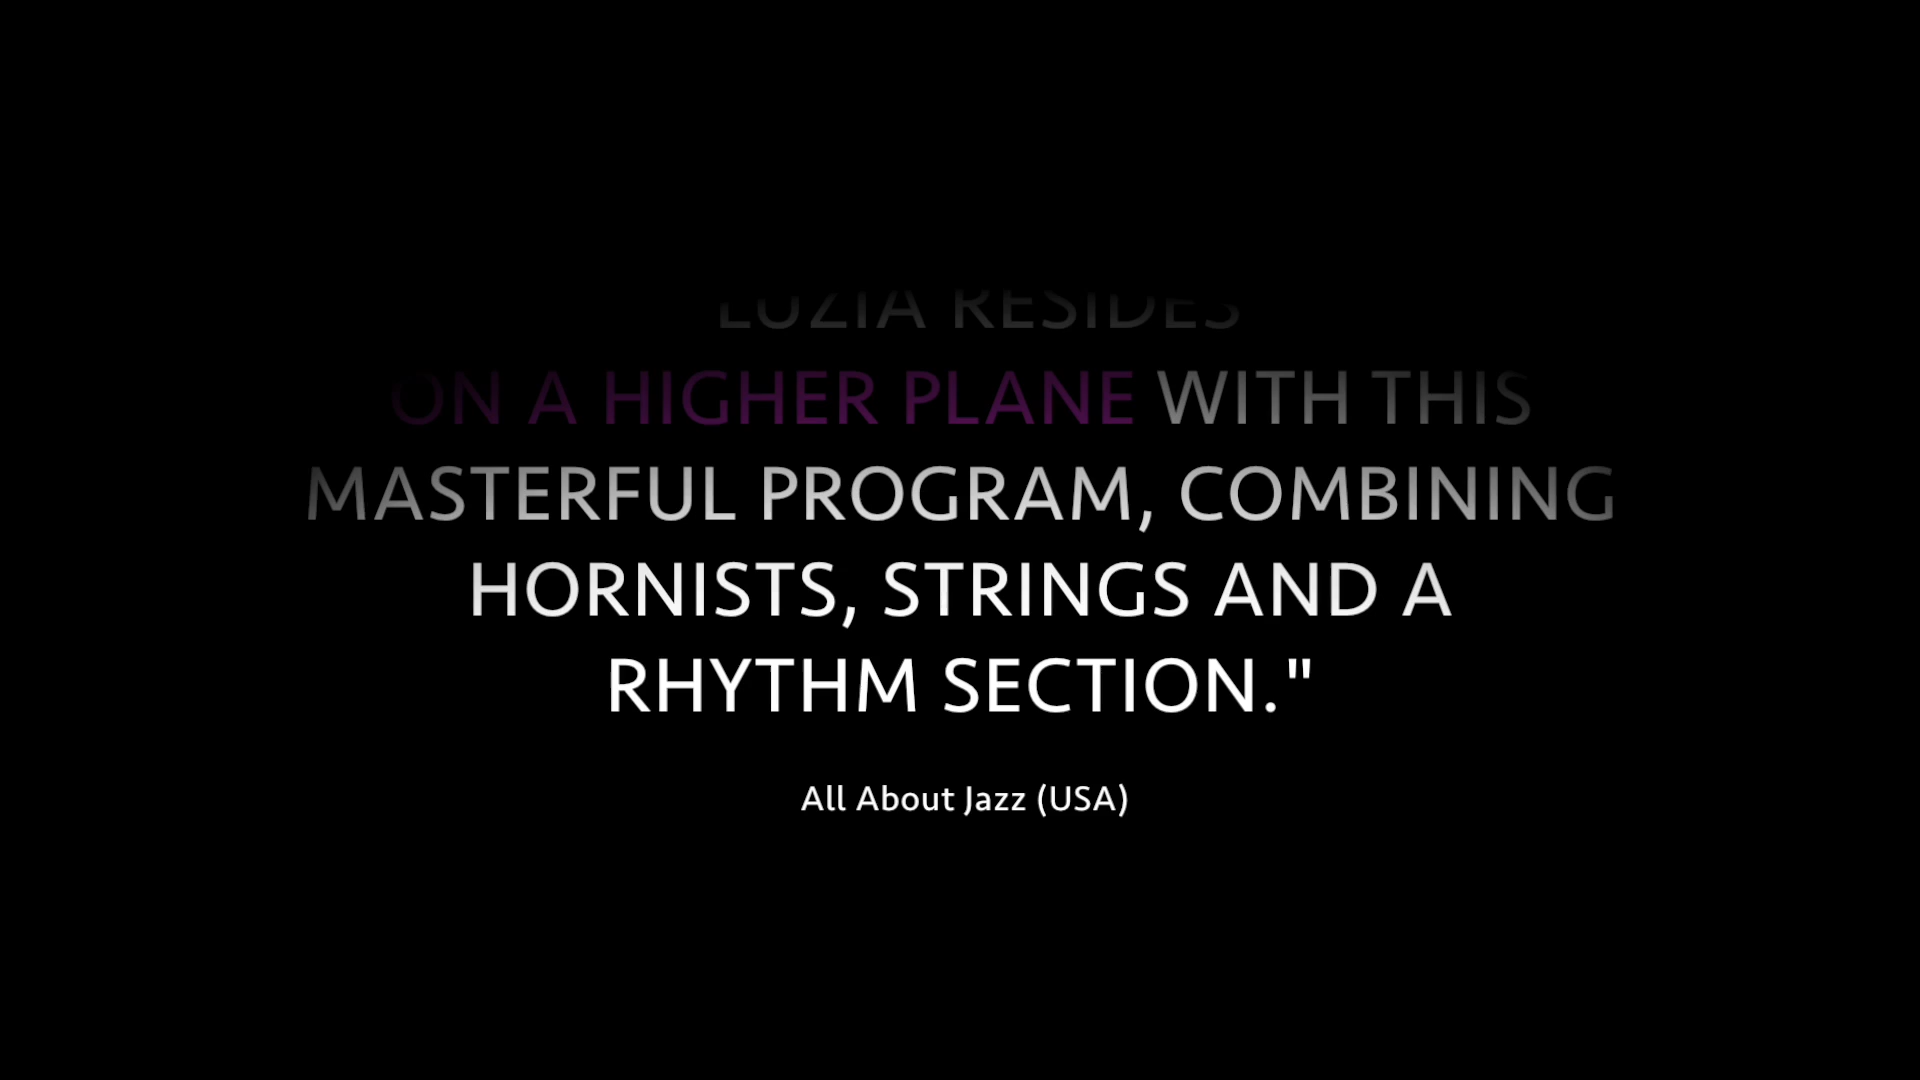 LUZIA RESIDES
ON A HIGHER PLANE WITH THIS
MASTERFUL PROGRAM, COMBINING
HORNISTS, STRINGS AND A
RHYTHM SECTION."
All About Jazz (USA)